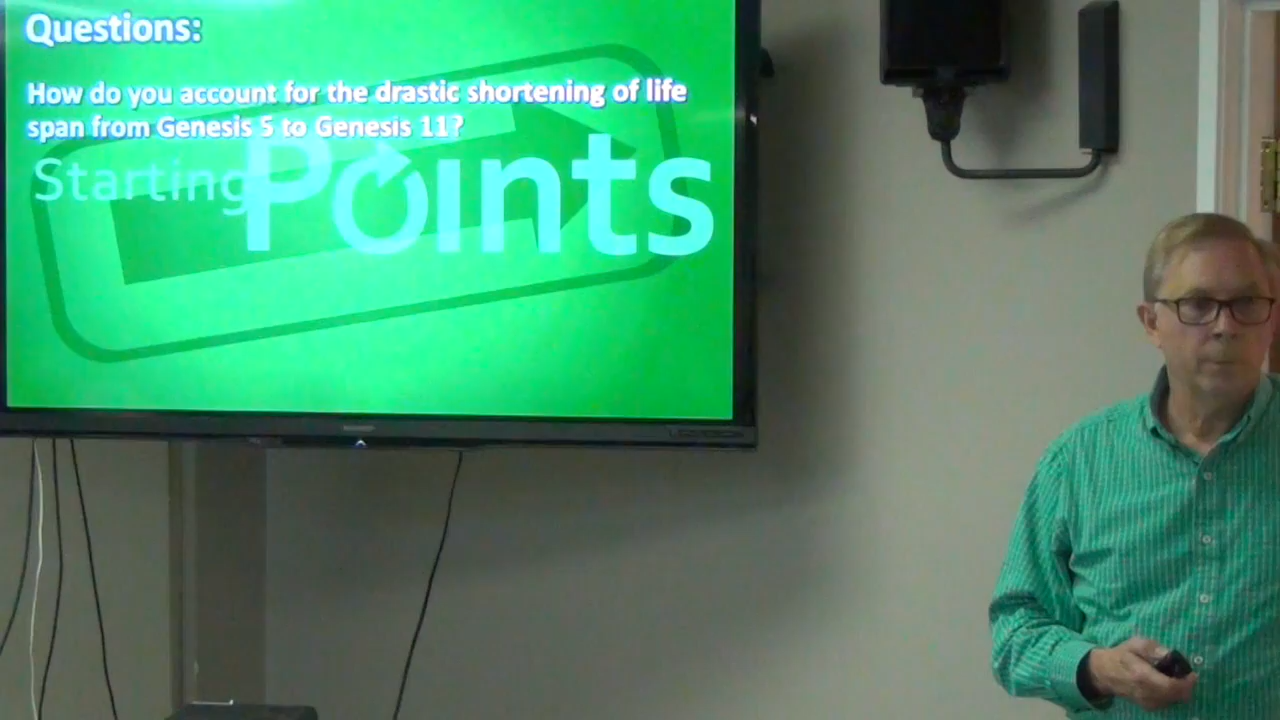 Questions:
How do you account for the drastic shortening of life
span from Genesis 5 to Genesis 11?
Starting Points